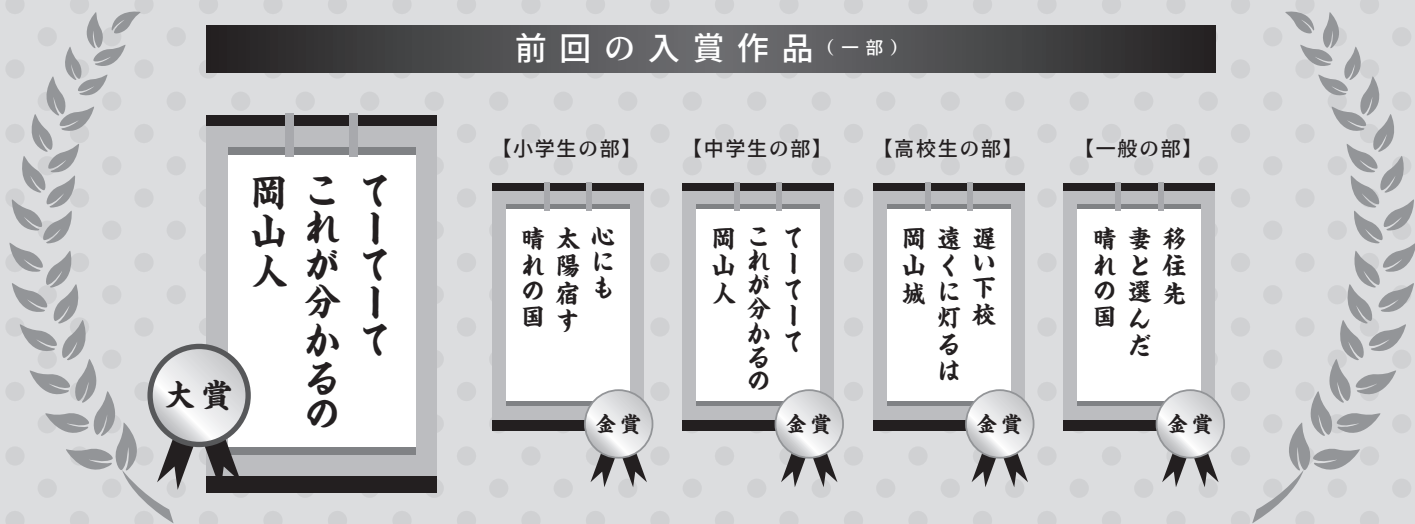 前回の入賞作品（一部）
てーてーて
これが分かるの
岡山人
大賞
【小学生の部】
心にも
太陽宿す
晴れの国
金賞
【中学生の部】
てーてーて
これが分かるの
岡山人
金賞
【高校生の部】
遅い下校
遠くに灯るは
岡山城
金賞
【一般の部】
移住先
妻と選んだ
晴れの国
金賞